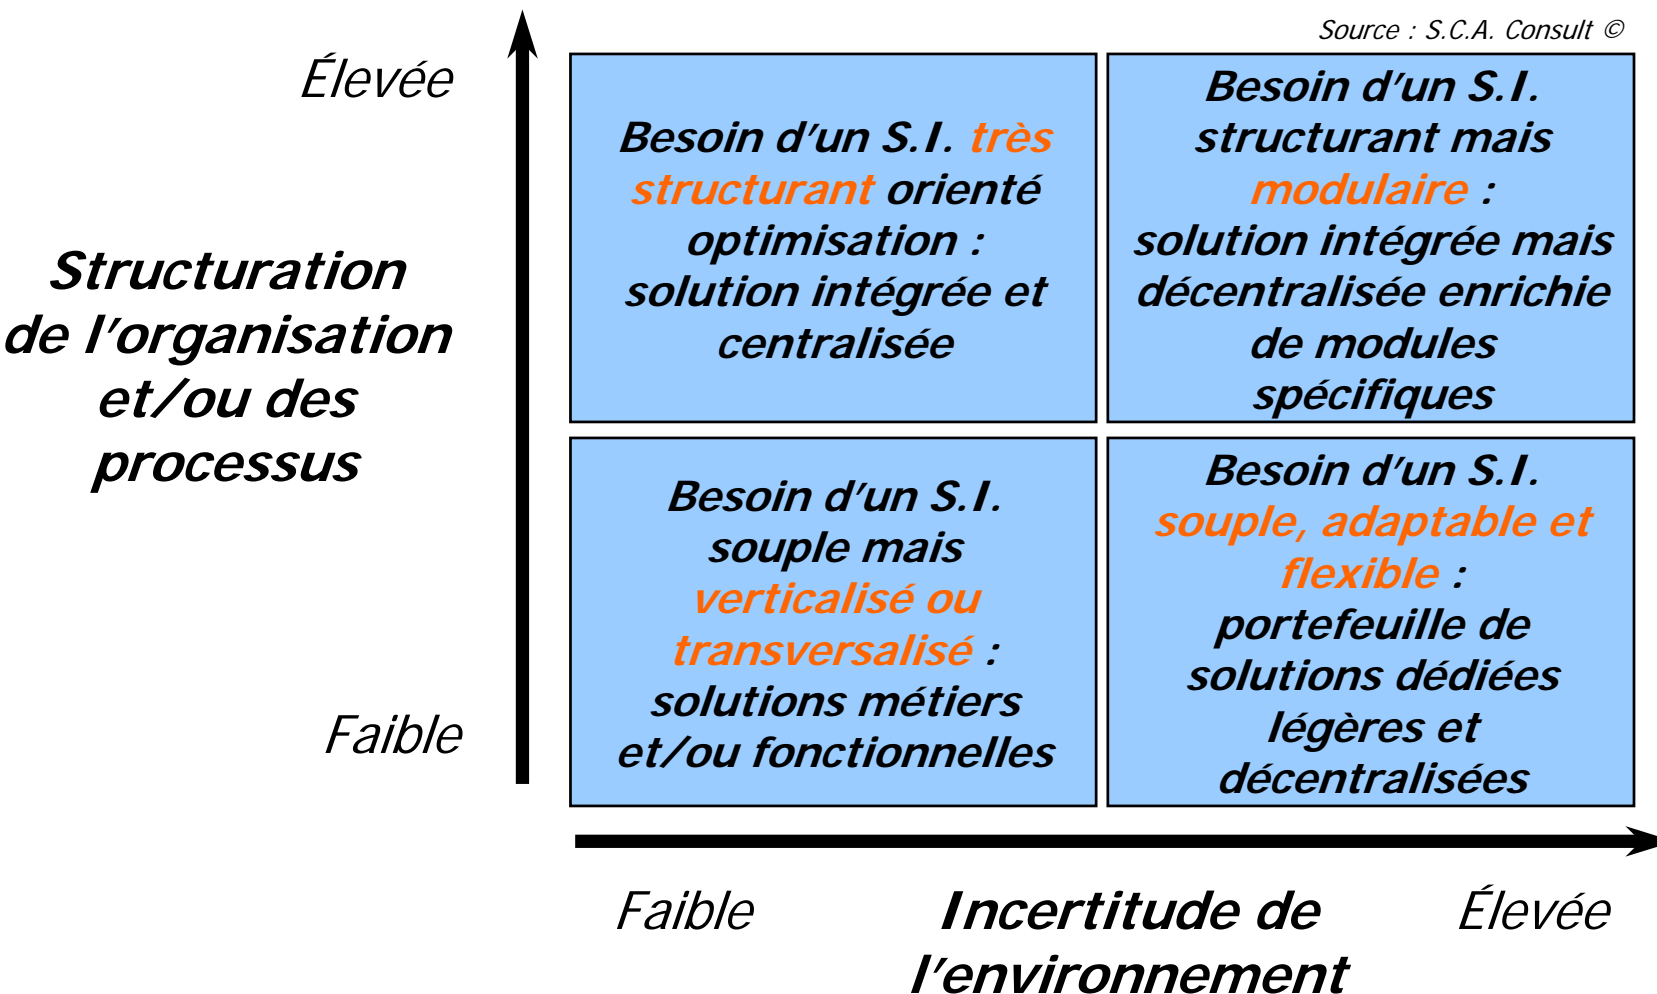 Source : S.C.A. Consult ©
Élevée
Structuration
de l'organisation
et/ou des
processus
Faible
Besoin d'un S.I. très
structurant orienté
optimisation :
solution intégrée et
centralisée
Besoin d'un S.I.
structurant mais
modulaire :
solution intégrée mais
décentralisée enrichie
de modules
spécifiques
Besoin d'un S.I.
souple mais
verticalisé ou
transversalisé :
solutions métiers
et/ou fonctionnelles
Besoin d'un S.I.
souple, adaptable et
flexible :
portefeuille de
solutions dédiées
légères et
décentralisées
Faible
Incertitude de
l'environnement
Élevée